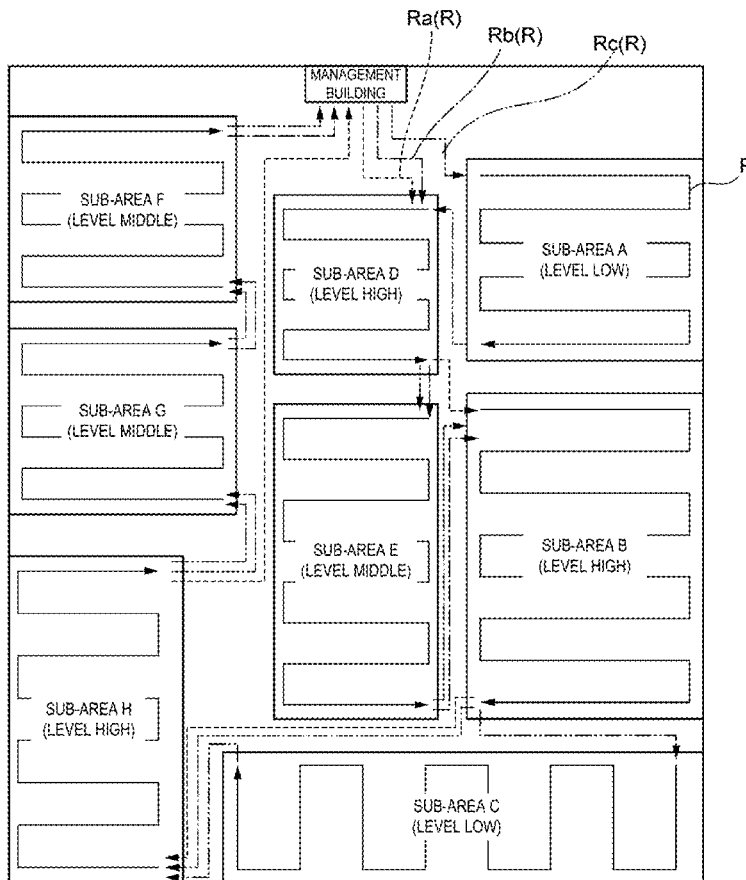 Ra(R)
Rb(R)
Rc(R)
MANAGEMENT
BUILDING
SUB-AREA F
(LEVEL MIDDLE)
SUB-AREA D
(LEVEL HIGH)
SUB-AREA A
(LEVEL LOW)
SUB-AREA G
(LEVEL MIDDLE)
SUB-AREA E
(LEVEL MIDDLE)
SUB-AREA B
(LEVEL HIGH)
SUB-AREA H
(LEVEL HIGH)
SUB-AREA C
(LEVEL LOW)